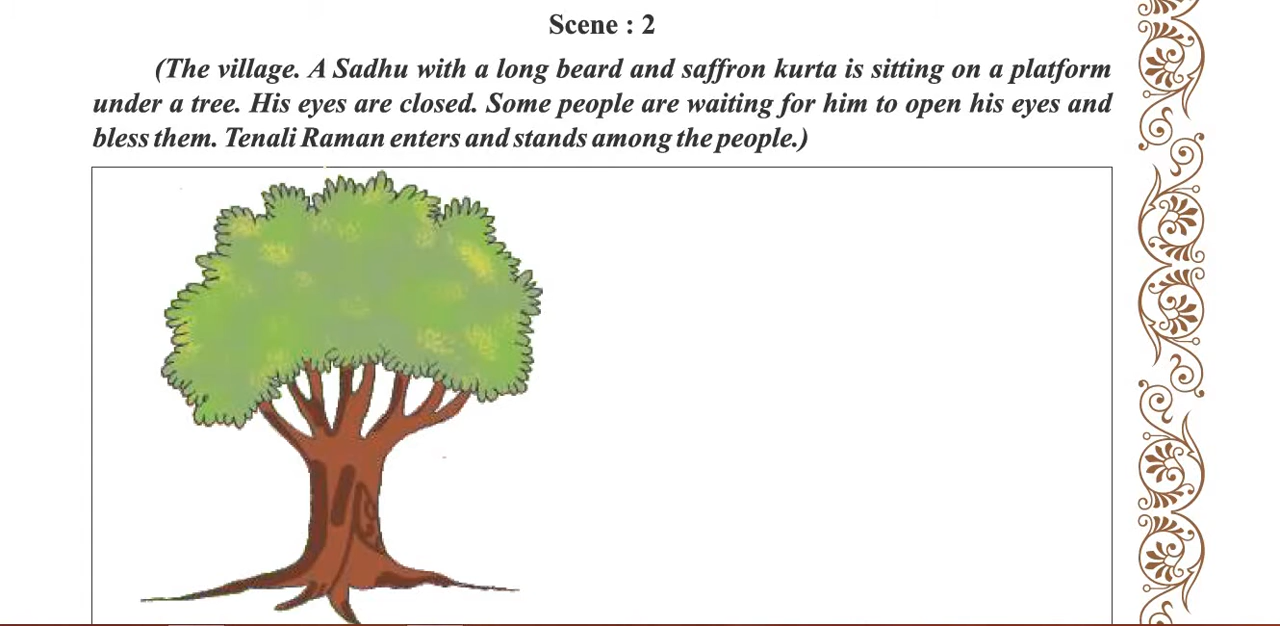 Scene : 2
(The village. A Sadhu with a long beard and saffron kurta is sitting on a platform
under a tree. His eyes are closed. Some people are waiting for him to open his eyes and
bless them. Tenali Raman enters and stands among the people.)